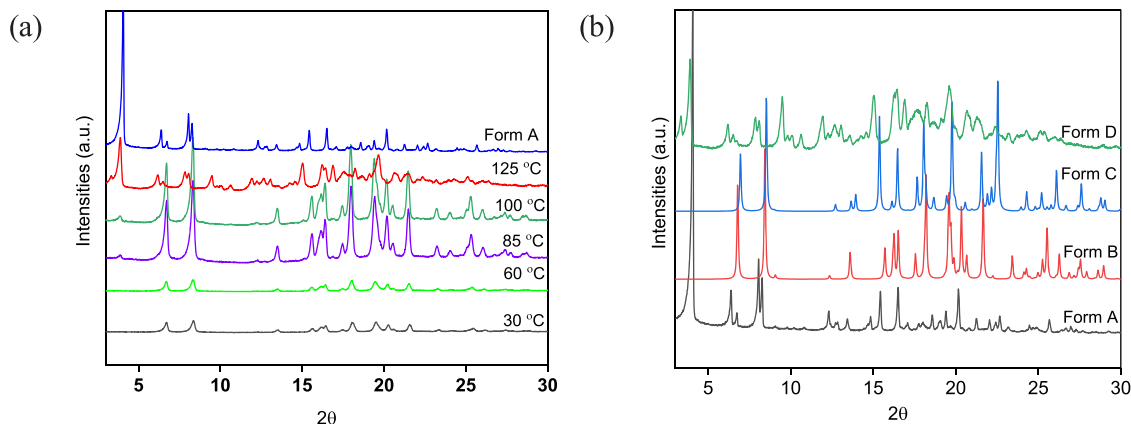 (a)
Intensities (a.u.)
Form A
125 °C
100 °C
85 °C
60 °C
30 °C
5 10 15 20 25 30
2θ
(b)
Intensities (a.u.)
Form D
Form C
Form B
Form A
5 10 15 20 25 30
2θ